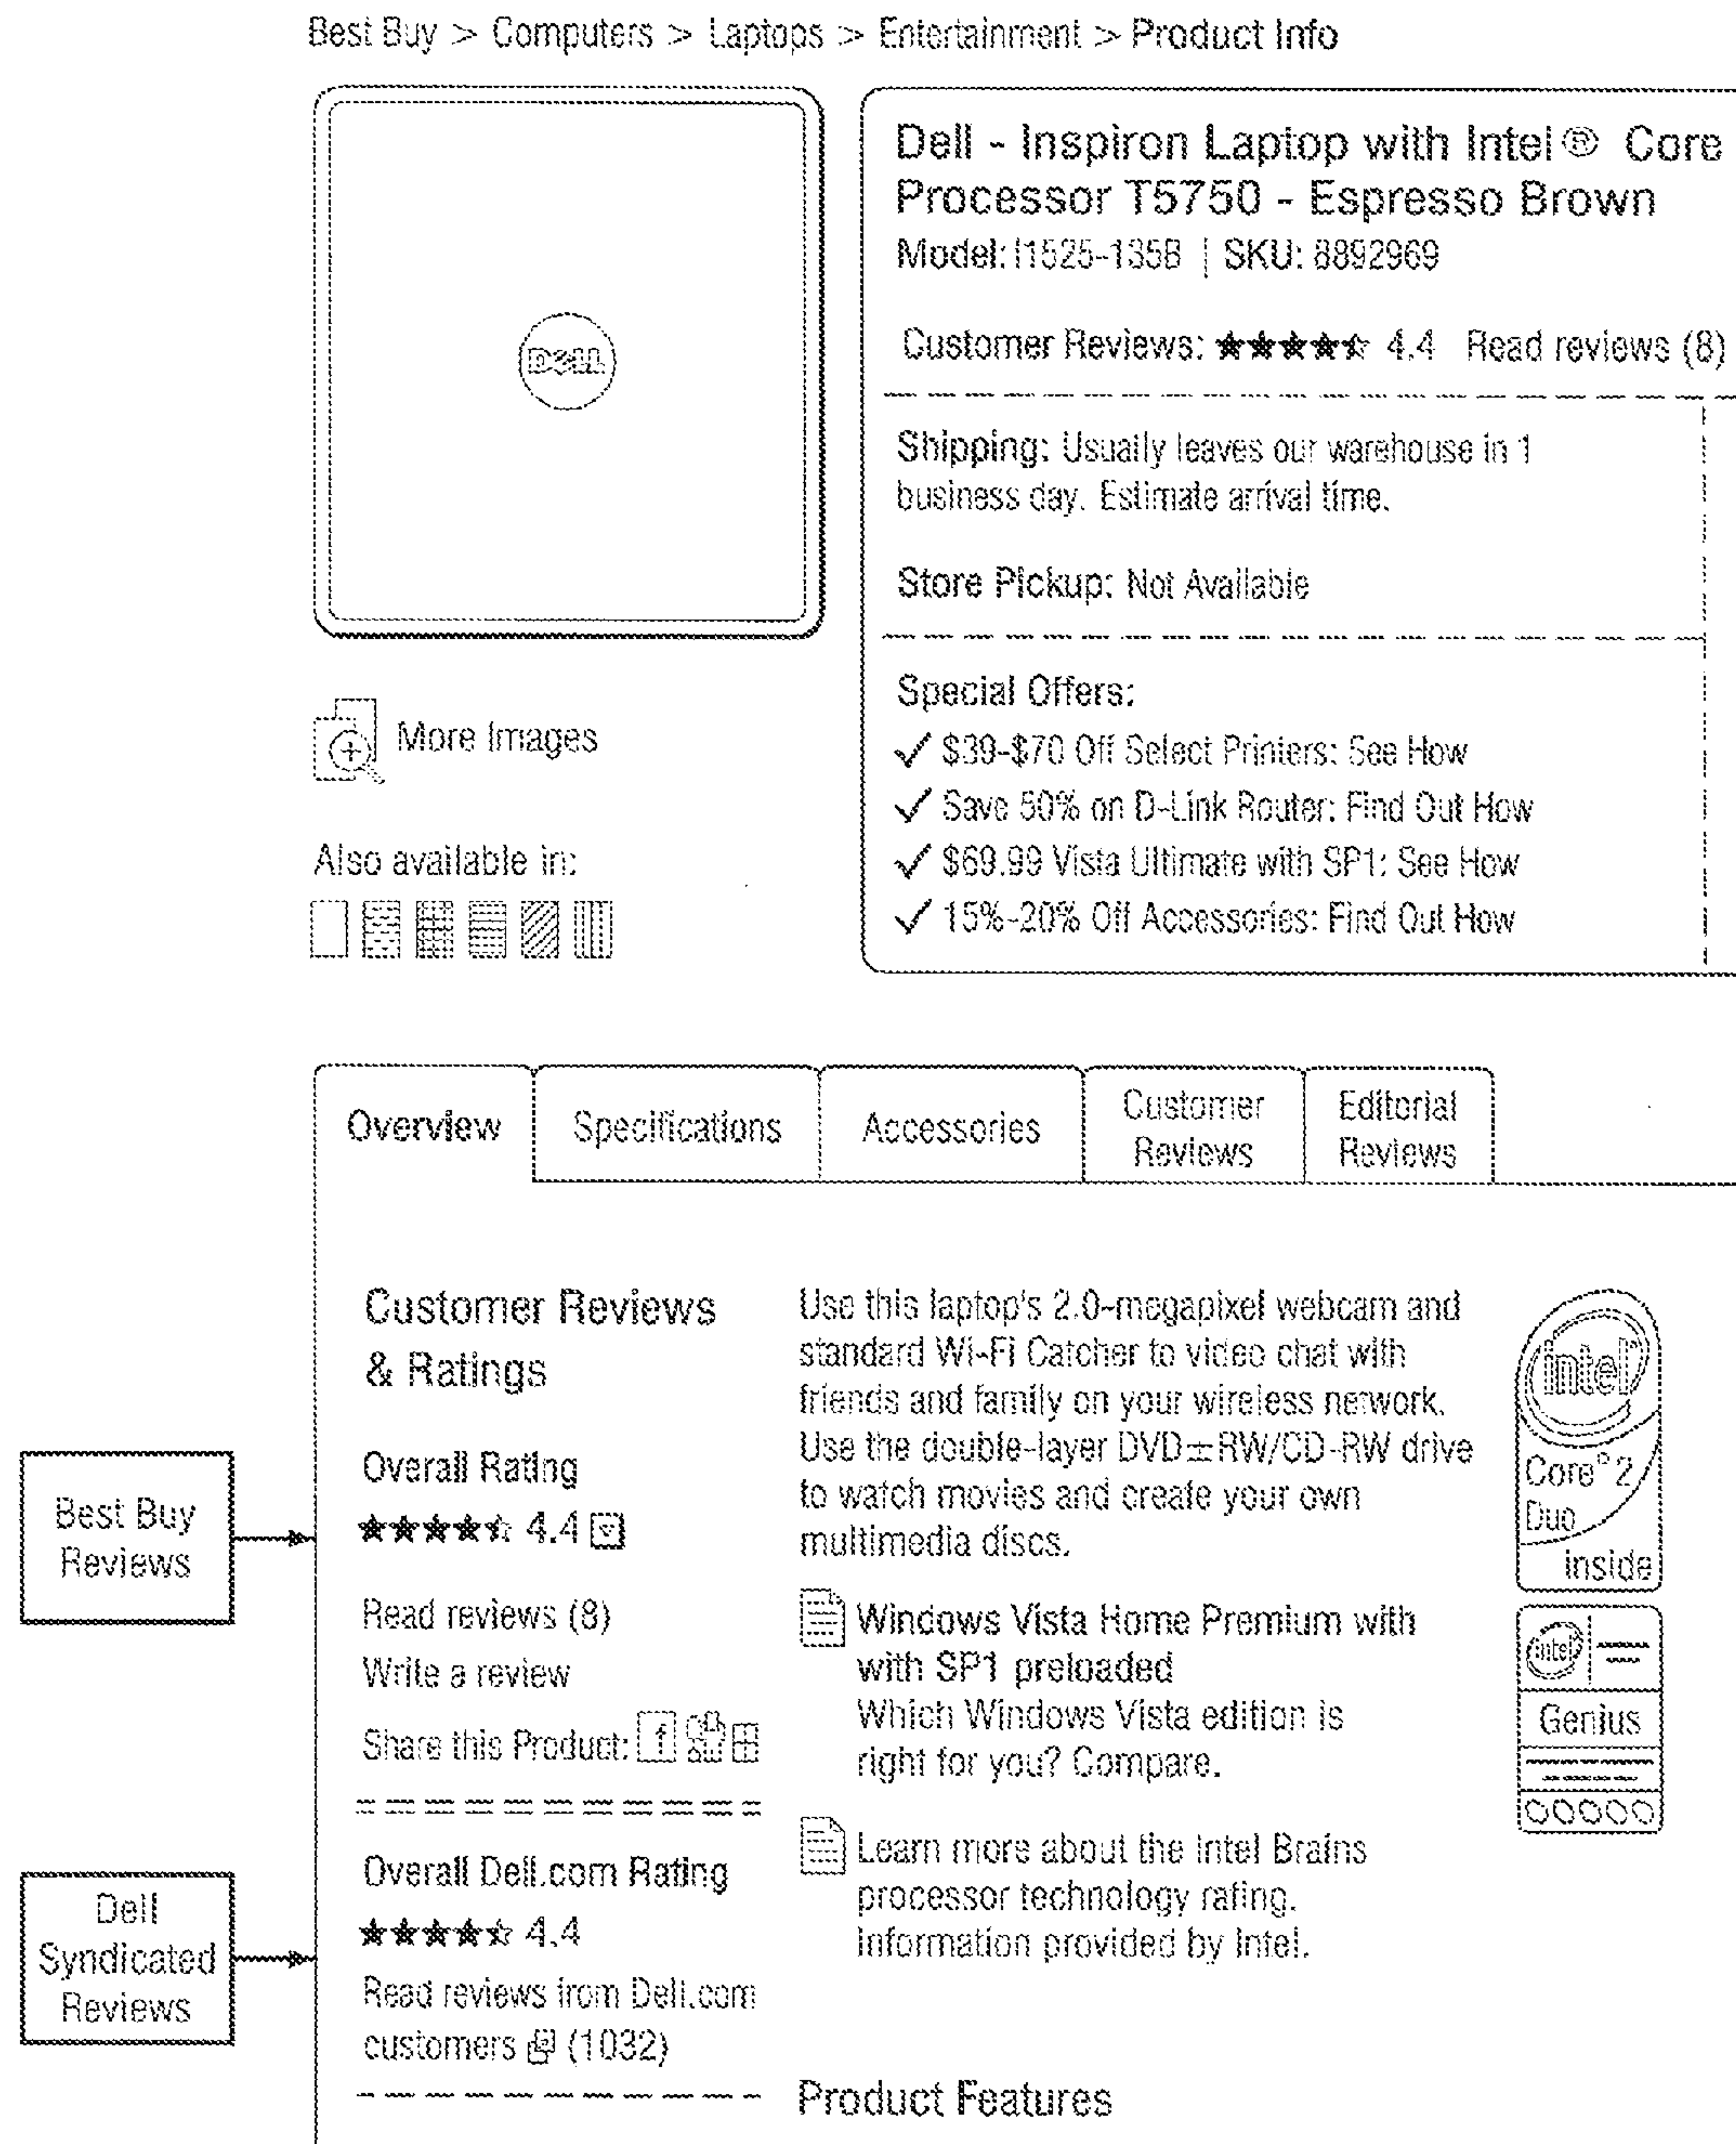 Best Buy > Computers > Laptops > Entertainment > Product Info
DELL
Dell - Inspiron Laptop with Intel® Core
Processor T5750 - Espresso Brown
Model: I1525-135B | SKU: 8892969
Customer Reviews: ★★★★☆ 4.4 Read reviews (8)
Shipping: Usually leaves our warehouse in 1
business day. Estimate arrival time.
Store Pickup: Not Available
Special Offers:
✓ $39-$70 Off Select Printers: See How
✓ Save 50% on D-Link Router: Find Out How
✓ $69.99 Vista Ultimate with SP1: See How
✓ 15%-20% Off Accessories: Find Out How
More Images
Also available in:
Overview
Specifications
Accessories
Customer
Reviews
Editorial
Reviews
Best Buy
Reviews
Dell
Syndicated
Reviews
Customer Reviews
& Ratings
Overall Rating
★★★★☆ 4.4
Read reviews (8)
Write a review
Share this Product: f
Overall Dell.com Rating
★★★★☆ 4.4
Read reviews from Dell.com
customers (1032)
Use this laptop's 2.0-megapixel webcam and
standard Wi-Fi Catcher to video chat with
friends and family on your wireless network.
Use the double-layer DVD±RW/CD-RW drive
to watch movies and create your own
multimedia discs.
Windows Vista Home Premium with
with SP1 preloaded
Which Windows Vista edition is
right for you? Compare.
Learn more about the Intel Brains
processor technology rating.
Information provided by Intel.
Product Features
intel
Core° 2
Duo
inside
intel
Genius